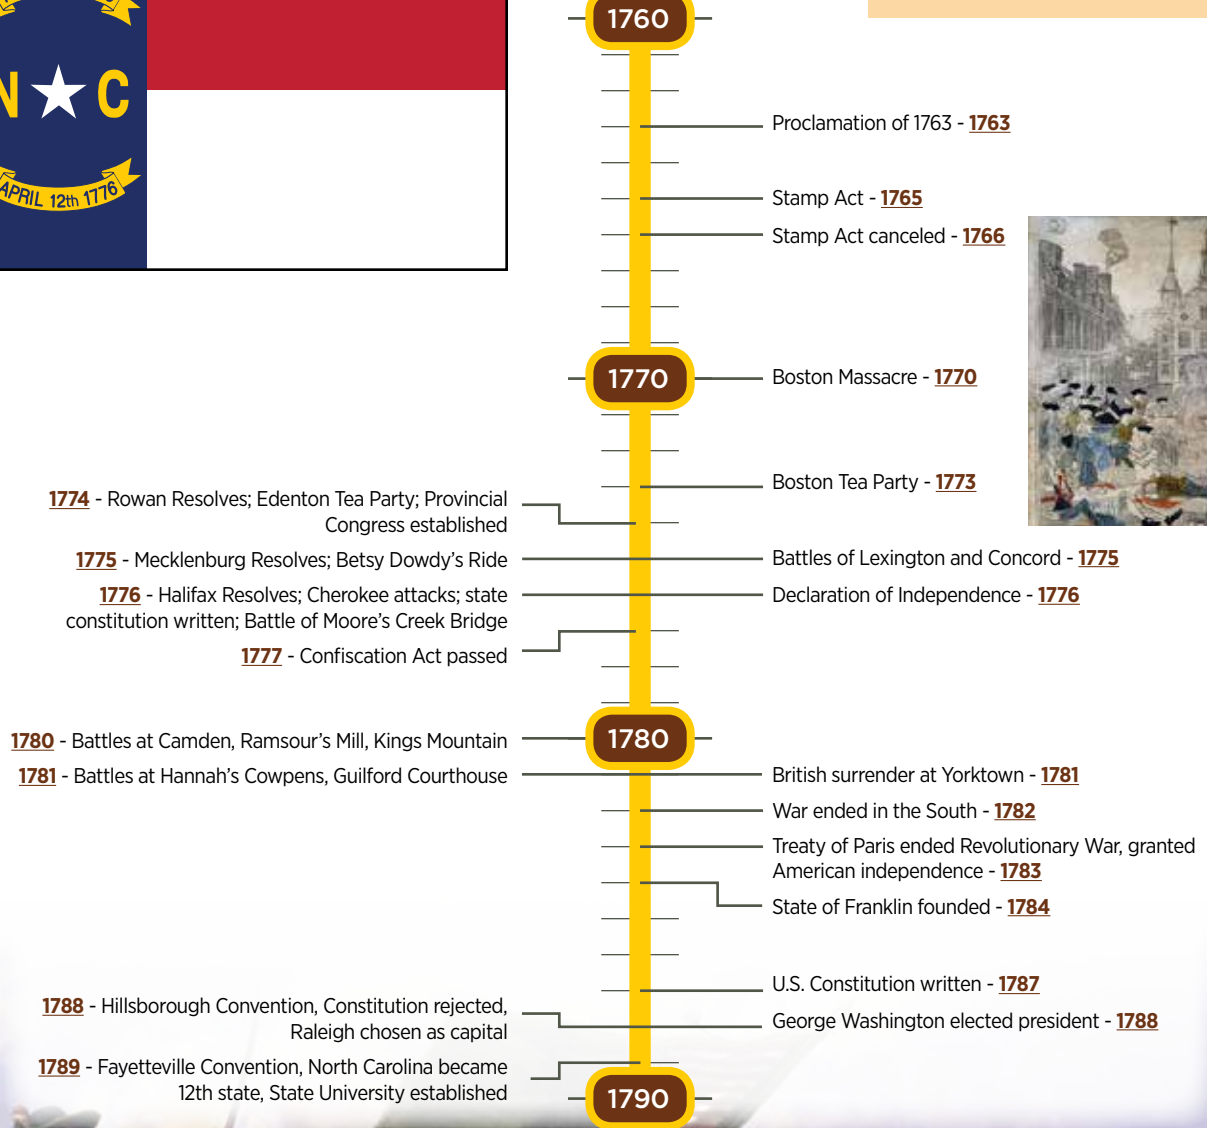 N ★ C
APRIL 12th 1776
1760
Proclamation of 1763 - 1763
Stamp Act - 1765
Stamp Act canceled - 1766
1770
Boston Massacre - 1770
Boston Tea Party - 1773
1774 - Rowan Resolves; Edenton Tea Party; Provincial
Congress established
1775 - Mecklenburg Resolves; Betsy Dowdy’s Ride
Battles of Lexington and Concord - 1775
1776 - Halifax Resolves; Cherokee attacks; state
constitution written; Battle of Moore’s Creek Bridge
Declaration of Independence - 1776
1777 - Confiscation Act passed
1780
1780 - Battles at Camden, Ramsour’s Mill, Kings Mountain
1781 - Battles at Hannah’s Cowpens, Guilford Courthouse
British surrender at Yorktown - 1781
War ended in the South - 1782
Treaty of Paris ended Revolutionary War, granted
American independence - 1783
State of Franklin founded - 1784
U.S. Constitution written - 1787
1788 - Hillsborough Convention, Constitution rejected,
Raleigh chosen as capital
George Washington elected president - 1788
1789 - Fayetteville Convention, North Carolina became
12th state, State University established
1790